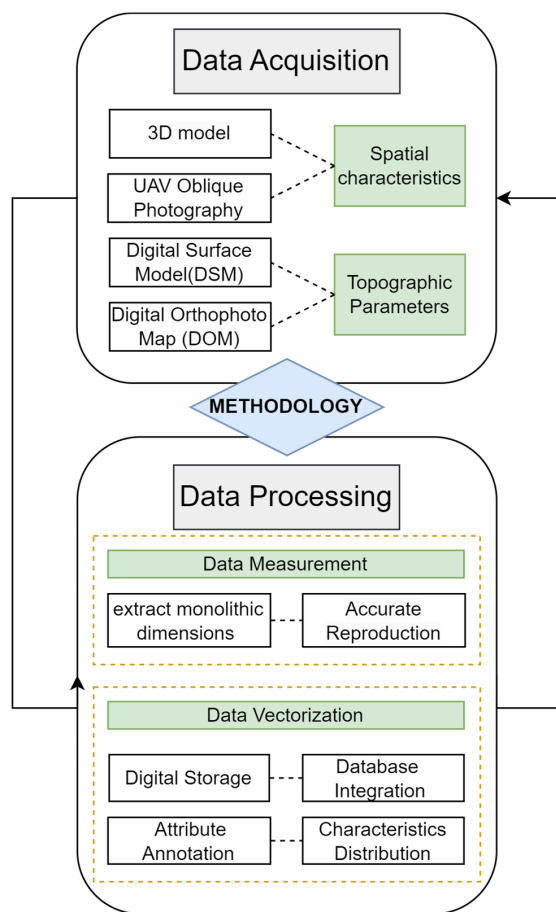 Data Acquisition
3D model
Spatial
characteristics
UAV Oblique
Photography
Digital Surface
Model(DSM)
Topographic
Parameters
Digital Orthophoto
Map (DOM)
METHODOLOGY
Data Processing
Data Measurement
extract monolithic
dimensions
Accurate
Reproduction
Data Vectorization
Digital Storage
Database
Integration
Attribute
Annotation
Characteristics
Distribution